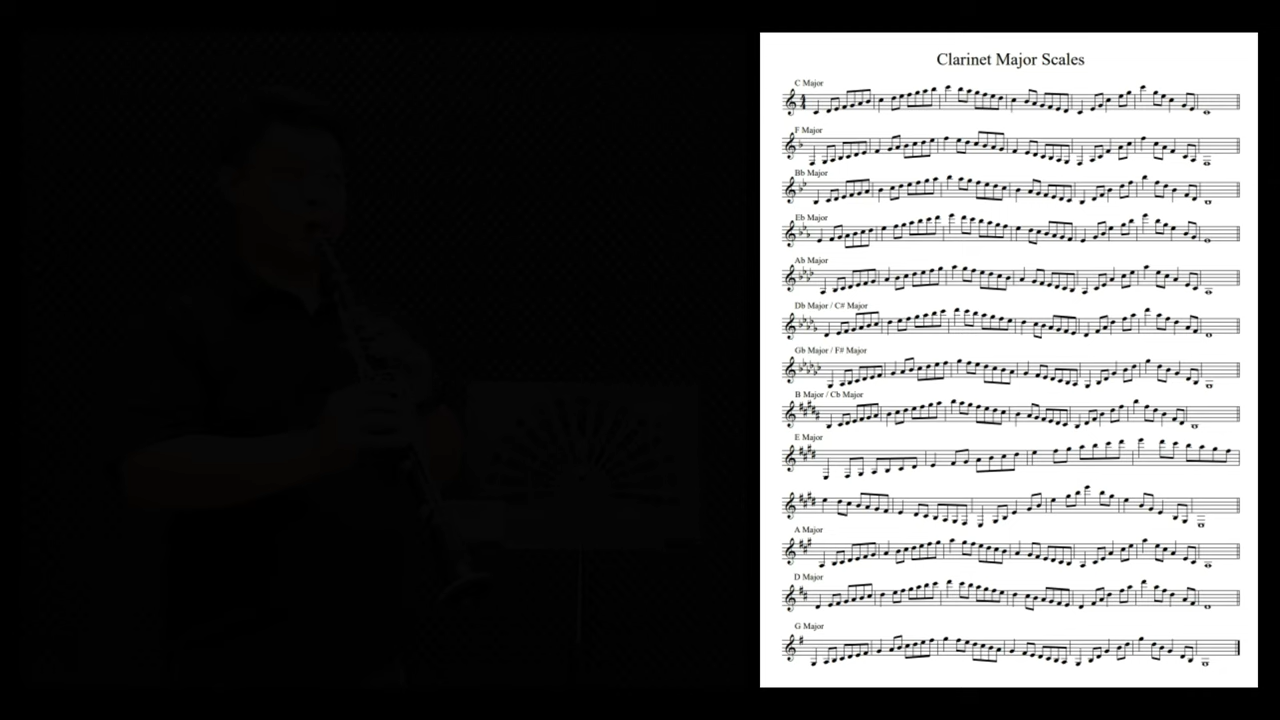 Clarinet Major Scales
C Major
F Major
Bb Major
Eb Major
Ab Major
Db Major / C# Major
Gb Major / F# Major
B Major / Cb Major
E Major
A Major
D Major
G Major